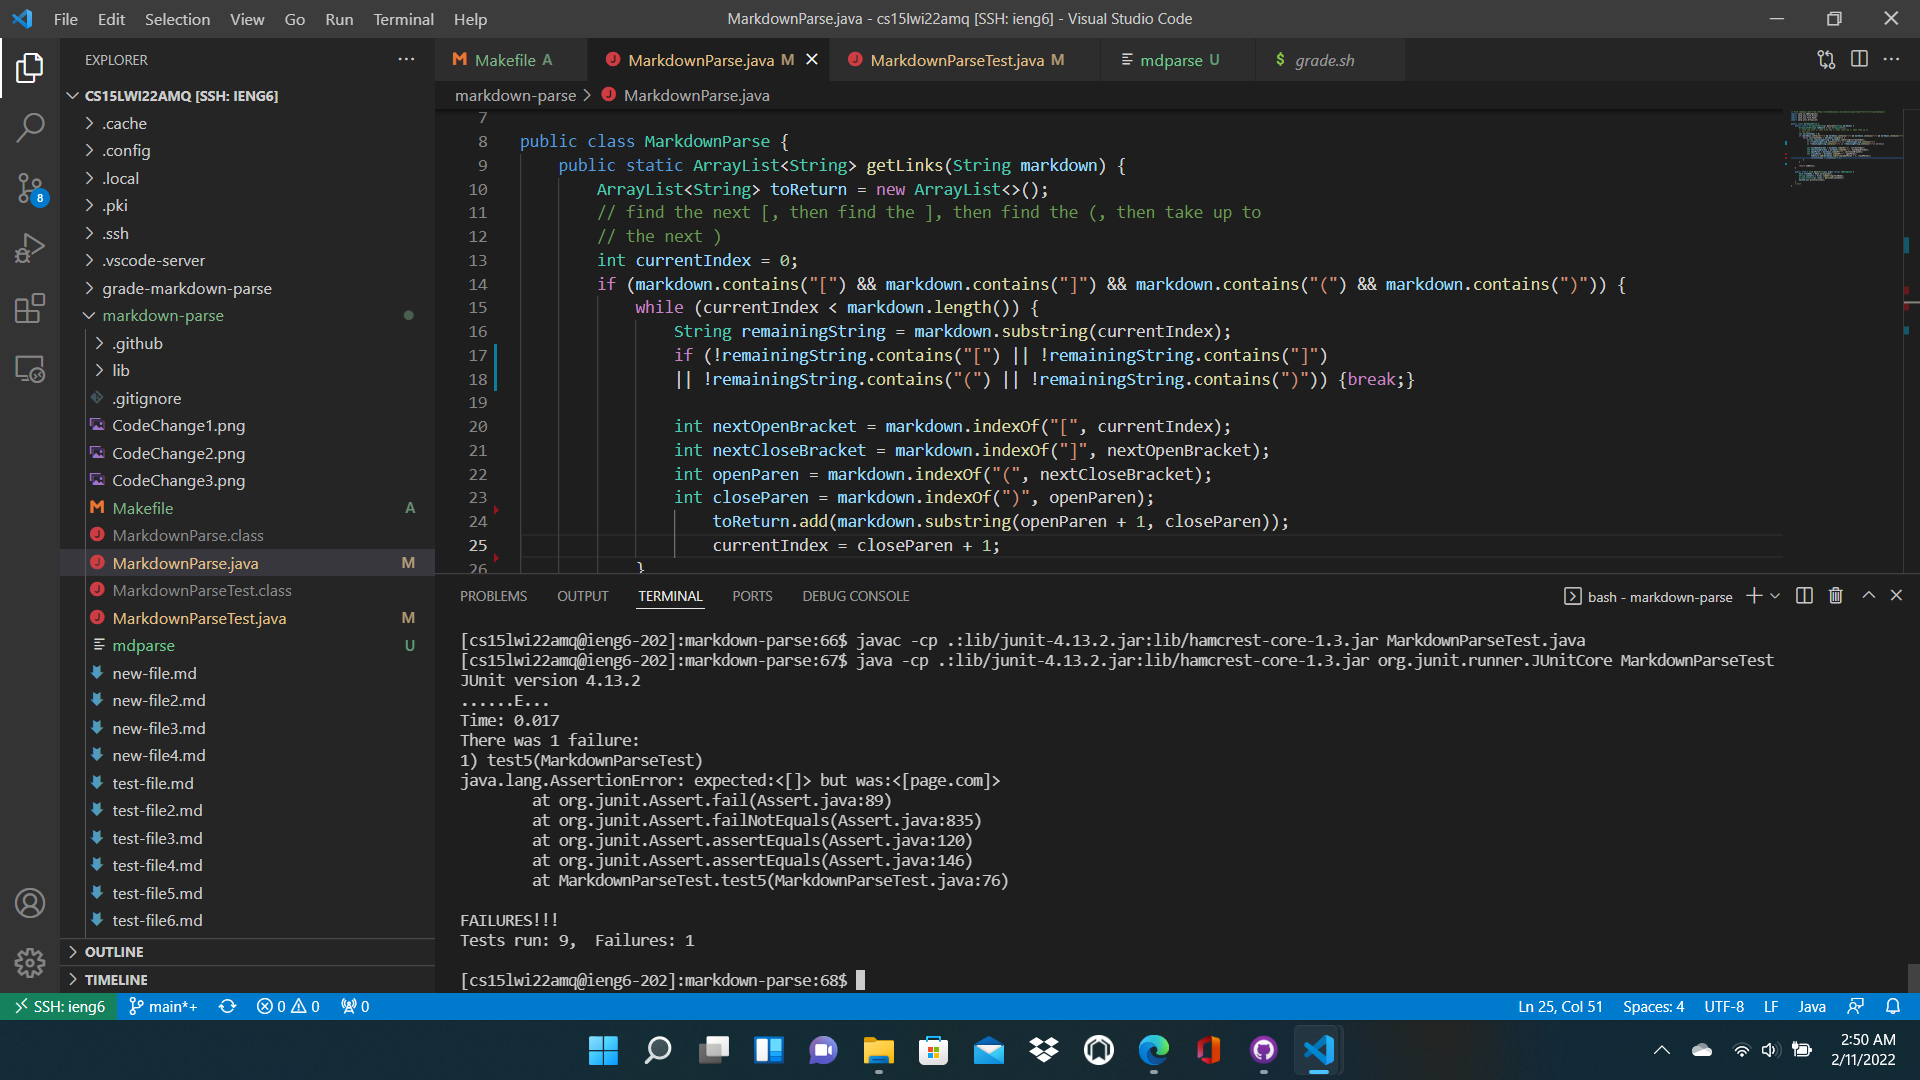 File Edit Selection View Go Run Terminal Help
MarkdownParse.java - cs15lwi22amq [SSH: ieng6] - Visual Studio Code
EXPLORER
Makefile A
MarkdownParse.java M
MarkdownParseTest.java M
mdparse U
grade.sh
CS15LWI22AMQ [SSH: IENG6]
.cache
.config
.local
.pki
.ssh
.vscode-server
grade-markdown-parse
markdown-parse
.github
lib
.gitignore
CodeChange1.png
CodeChange2.png
CodeChange3.png
Makefile A
MarkdownParse.class
MarkdownParse.java M
MarkdownParseTest.class
MarkdownParseTest.java M
mdparse U
new-file.md
new-file2.md
new-file3.md
new-file4.md
test-file.md
test-file2.md
test-file3.md
test-file4.md
test-file5.md
test-file6.md
OUTLINE
TIMELINE
8
markdown-parse > MarkdownParse.java
7
8 public class MarkdownParse {
9 public static ArrayList<String> getLinks(String markdown) {
10 ArrayList<String> toReturn = new ArrayList<>();
11 // find the next [, then find the ], then find the (, then take up to
12 // the next )
13 int currentIndex = 0;
14 if (markdown.contains("[") && markdown.contains("]") && markdown.contains("(") && markdown.contains(")")) {
15 while (currentIndex < markdown.length()) {
16 String remainingString = markdown.substring(currentIndex);
17 if (!remainingString.contains("[") || !remainingString.contains("]")
18 || !remainingString.contains("(") || !remainingString.contains(")")) {break;}
19
20 int nextOpenBracket = markdown.indexOf("[", currentIndex);
21 int nextCloseBracket = markdown.indexOf("]", nextOpenBracket);
22 int openParen = markdown.indexOf("(", nextCloseBracket);
23 int closeParen = markdown.indexOf(")", openParen);
24 toReturn.add(markdown.substring(openParen + 1, closeParen));
25 currentIndex = closeParen + 1;
26 }
PROBLEMS OUTPUT TERMINAL PORTS DEBUG CONSOLE
bash - markdown-parse
[cs15lwi22amq@ieng6-202]:markdown-parse:66$ javac -cp .:lib/junit-4.13.2.jar:lib/hamcrest-core-1.3.jar MarkdownParseTest.java
[cs15lwi22amq@ieng6-202]:markdown-parse:67$ java -cp .:lib/junit-4.13.2.jar:lib/hamcrest-core-1.3.jar org.junit.runner.JUnitCore MarkdownParseTest
JUnit version 4.13.2
......E...
Time: 0.017
There was 1 failure:
1) test5(MarkdownParseTest)
java.lang.AssertionError: expected:<[]> but was:<[page.com]>
at org.junit.Assert.fail(Assert.java:89)
at org.junit.Assert.failNotEquals(Assert.java:835)
at org.junit.Assert.assertEquals(Assert.java:120)
at org.junit.Assert.assertEquals(Assert.java:146)
at MarkdownParseTest.test5(MarkdownParseTest.java:76)
FAILURES!!!
Tests run: 9,  Failures: 1
[cs15lwi22amq@ieng6-202]:markdown-parse:68$
SSH: ieng6 main*+ 0 0 0
Ln 25, Col 51 Spaces: 4 UTF-8 LF Java
2:50 AM
2/11/2022